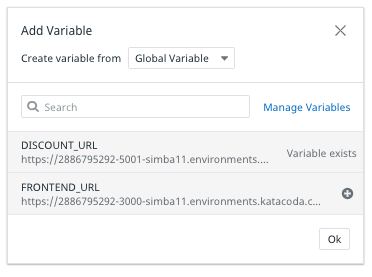 Add Variable
Create variable from Global Variable
Search Manage Variables
DISCOUNT_URL
https://2886795292-5001-simba11.environments.... Variable exists
FRONTEND_URL
https://2886795292-3000-simba11.environments.katacoda.c...
Ok